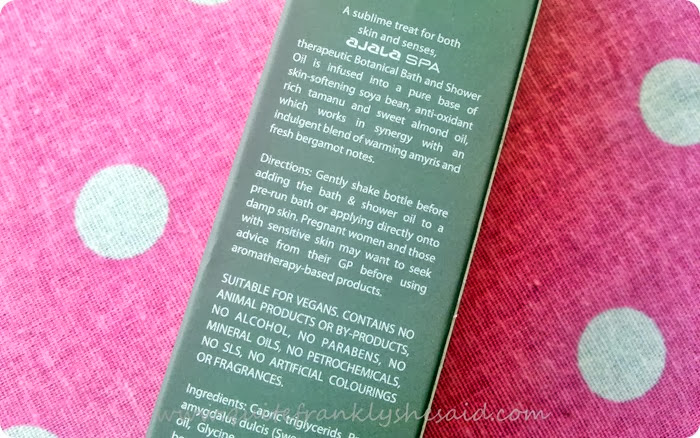 A sublime treat for both
skin and senses,
ajala SPA
therapeutic Botanical Bath and Shower
Oil is infused into a pure base of
skin-softening soya bean, anti-oxidant
rich tamanu and sweet almond oil,
which works in synergy with an
indulgent blend of warming amyris and
fresh bergamot notes.
Directions: Gently shake bottle before
adding the bath & shower oil to a
pre-run bath or applying directly onto
damp skin. Pregnant women and those
with sensitive skin may want to seek
advice from their GP before using
aromatherapy-based products.
SUITABLE FOR VEGANS. CONTAINS NO
ANIMAL PRODUCTS OR BY-PRODUCTS,
NO ALCOHOL, NO PARABENS, NO
MINERAL OILS, NO PETROCHEMICALS,
NO SLS, NO ARTIFICIAL COLOURINGS
OR FRAGRANCES.
Ingredients: Capric triglycerids,
amygdalus dulcis
oil, Glycine
www.quitefranklyshesaid.com